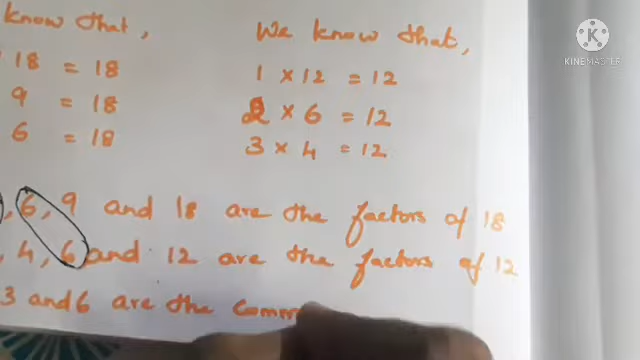 know that,
18 = 18
9 = 18
6 = 18
We know that,
1 × 12 = 12
2 × 6 = 12
3 × 4 = 12
, 6, 9 and 18 are the factors of 18
, 4, 6 and 12 are the factors of 12
3 and 6 are the
KINEMASTER